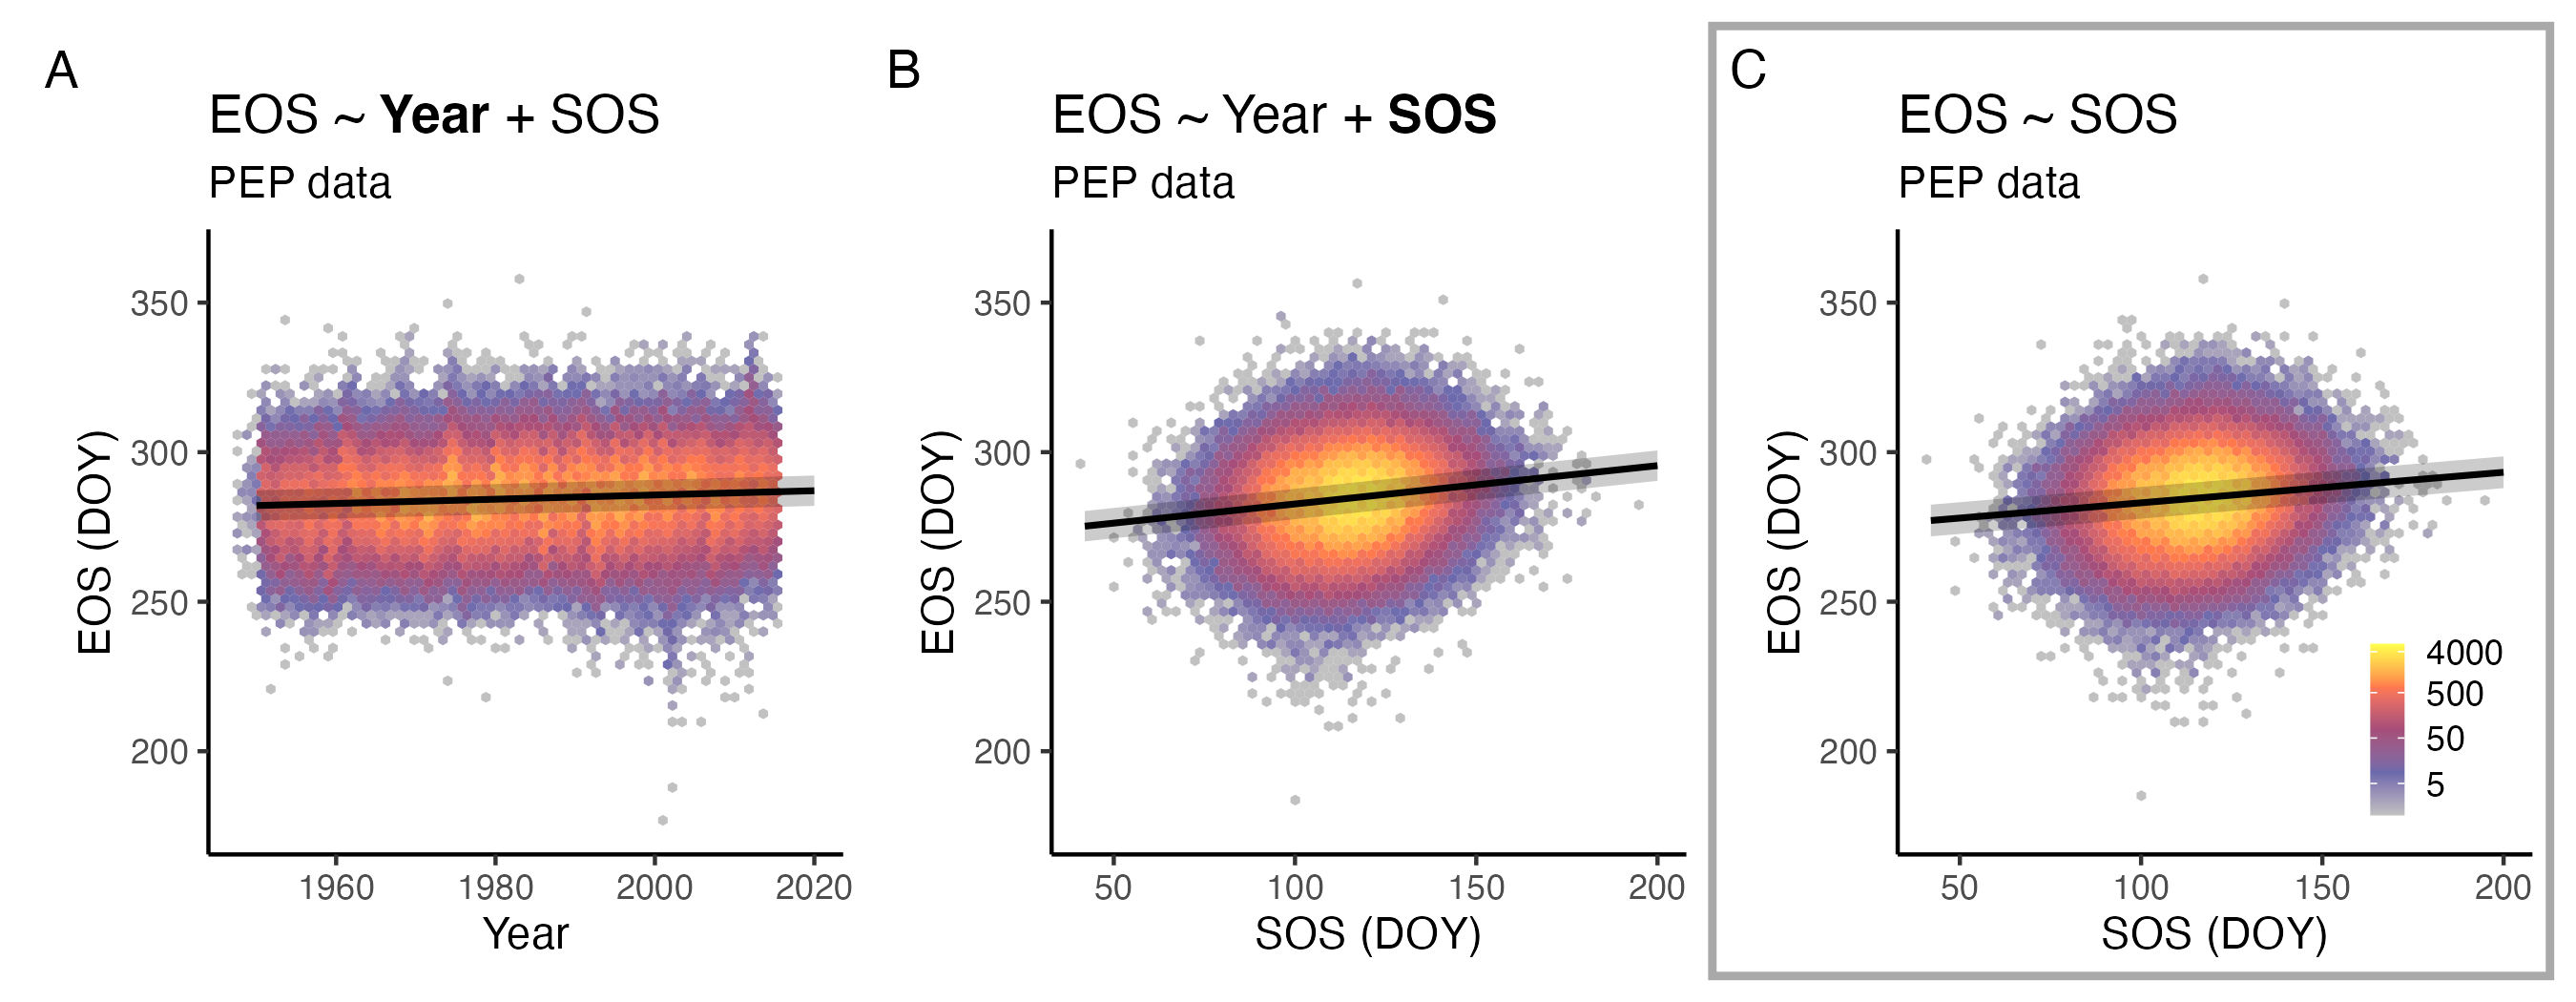 A
EOS ~ Year + SOS
PEP data
EOS (DOY)
350
300
250
200
1960 1980 2000 2020
Year
B
EOS ~ Year + SOS
PEP data
EOS (DOY)
350
300
250
200
50 100 150 200
SOS (DOY)
C
EOS ~ SOS
PEP data
EOS (DOY)
350
300
250
200
4000
500
50
5
50 100 150 200
SOS (DOY)